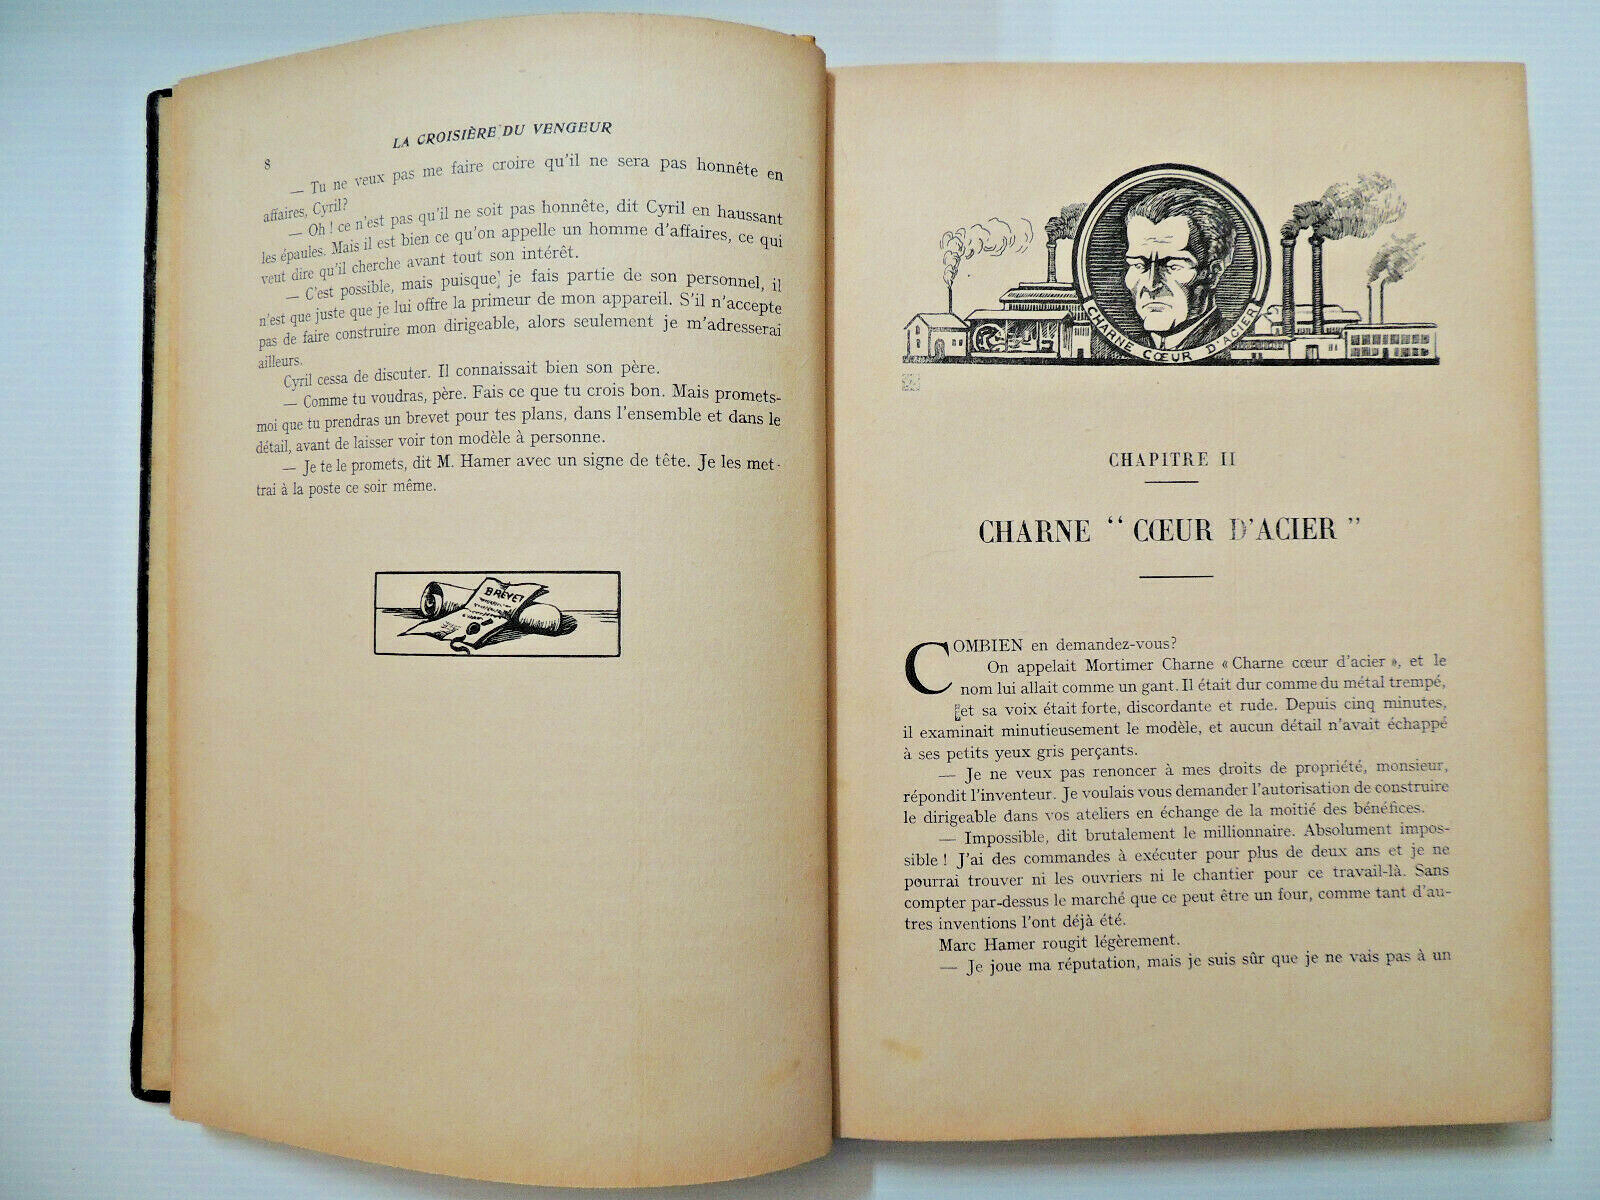 LA CROISIÈRE DU VENGEUR
8
— Tu ne veux pas me faire croire qu'il ne sera pas honnête en
affaires, Cyril?
— Oh ! ce n'est pas qu'il ne soit pas honnête, dit Cyril en haussant
les épaules. Mais il est bien ce qu'on appelle un homme d'affaires, ce qui
veut dire qu'il cherche avant tout son intérêt.
— C'est possible, mais puisque je fais partie de son personnel, il
n'est que juste que je lui offre la primeur de mon appareil. S'il n'accepte
pas de faire construire mon dirigeable, alors seulement je m'adresserai
ailleurs.
Cyril cessa de discuter. Il connaissait bien son père.
— Comme tu voudras, père. Fais ce que tu crois bon. Mais promets-
moi que tu prendras un brevet pour tes plans, dans l'ensemble et dans le
détail, avant de laisser voir ton modèle à personne.
— Je te le promets, dit M. Hamer avec un signe de tête. Je les met-
trai à la poste ce soir même.
BREVET
CHARNE CŒUR D'ACIER
CHAPITRE II
CHARNE “ CŒUR D'ACIER ”
COMBIEN en demandez-vous?
On appelait Mortimer Charne « Charne cœur d'acier », et le
nom lui allait comme un gant. Il était dur comme du métal trempé,
et sa voix était forte, discordante et rude. Depuis cinq minutes,
il examinait minutieusement le modèle, et aucun détail n'avait échappé
à ses petits yeux gris perçants.
— Je ne veux pas renoncer à mes droits de propriété, monsieur,
répondit l'inventeur. Je voulais vous demander l'autorisation de construire
le dirigeable dans vos ateliers en échange de la moitié des bénéfices.
— Impossible, dit brutalement le millionnaire. Absolument impos-
sible ! J'ai des commandes à exécuter pour plus de deux ans et je ne
pourrai trouver ni les ouvriers ni le chantier pour ce travail-là. Sans
compter par-dessus le marché que ce peut être un four, comme tant d'au-
tres inventions l'ont déjà été.
Marc Hamer rougit légèrement.
— Je joue ma réputation, mais je suis sûr que je ne vais pas à un